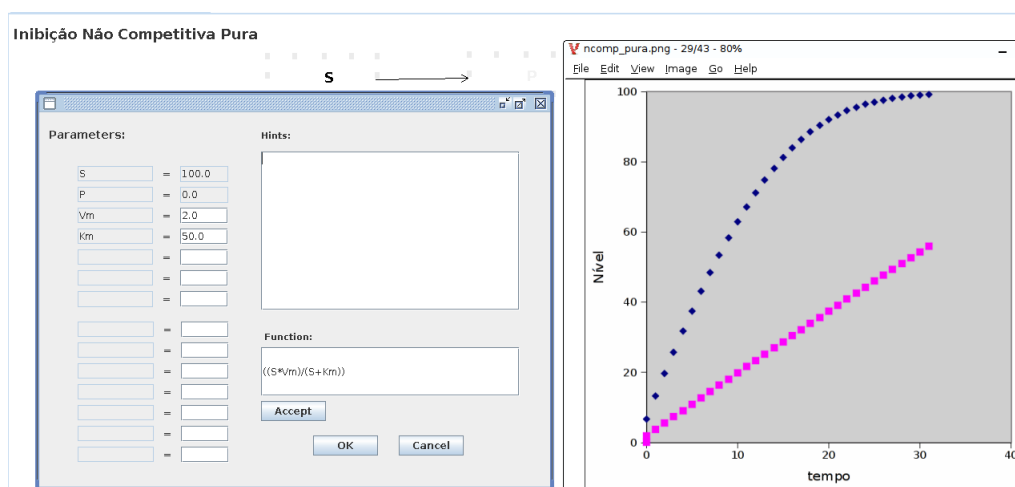 Inibição Não Competitiva Pura
S P
Parameters:
S = 100.0
P = 0.0
Vm = 2.0
Km = 50.0
=
=
=
=
=
=
=
=
=
=
Hints:
Function:
((S*Vm)/(S+Km))
Accept
OK Cancel
ncomp_pura.png - 29/43 - 80%
File Edit View Image Go Help
100
80
60
40
20
0
Nível
0 10 20 30 40
tempo